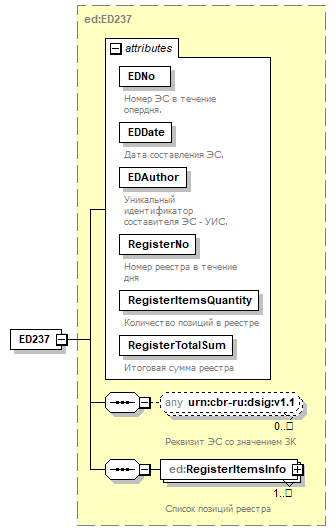 ed:ED237
attributes
EDNo
Номер ЭС в течение
опердня.
EDDate
Дата составления ЭС.
EDAuthor
Уникальный
идентификатор
составителя ЭС - УИС.
RegisterNo
Номер реестра в течение
дня
RegisterItemsQuantity
Количество позиций в реестре
RegisterTotalSum
Итоговая сумма реестра
ED237
any urn:cbr-ru:dsig:v1.1
0..
Реквизит ЭС со значением ЗК
ed:RegisterItemsInfo
1..
Список позиций реестра